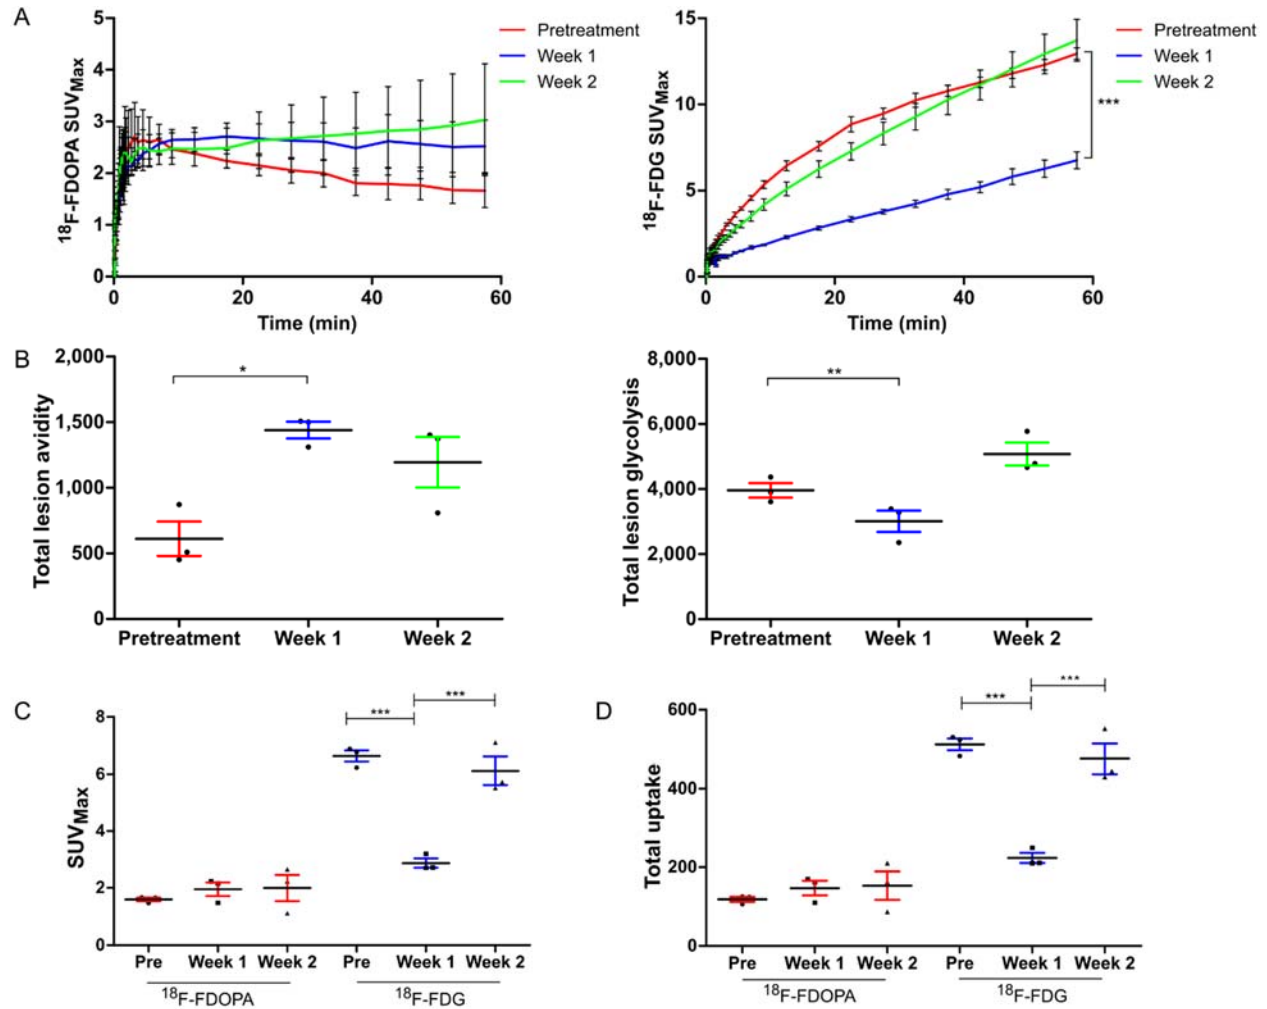 A
¹⁸F-FDOPA SUVMax
5
4
3
2
1
0
0 20 40 60
Time (min)
Pretreatment
Week 1
Week 2
¹⁸F-FDG SUVMax
15
10
5
0
0 20 40 60
Time (min)
Pretreatment
Week 1
Week 2
***
B
Total lesion avidity
2,000
1,500
1,000
500
0
*
Pretreatment Week 1 Week 2
Total lesion glycolysis
8,000
6,000
4,000
2,000
0
**
Pretreatment Week 1 Week 2
C
SUVMax
8
6
4
2
0
***
***
Pre Week 1 Week 2 Pre Week 1 Week 2
¹⁸F-FDOPA ¹⁸F-FDG
D
Total uptake
600
400
200
0
***
***
Pre Week 1 Week 2 Pre Week 1 Week 2
¹⁸F-FDOPA ¹⁸F-FDG